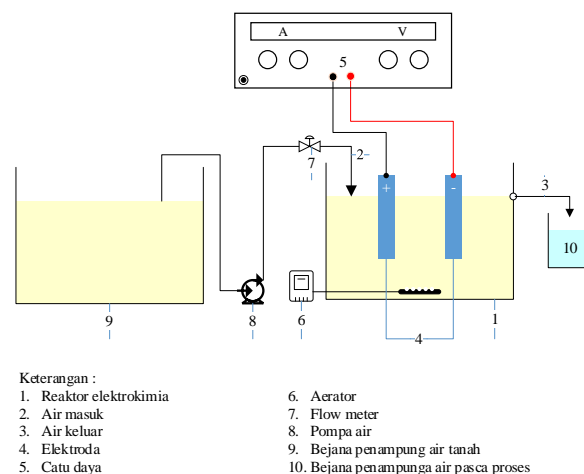 A V
5
7
2
+ -
3
10
9
8
6
4
1
Keterangan :
1. Reaktor elektrokimia
2. Air masuk
3. Air keluar
4. Elektroda
5. Catu daya
6. Aerator
7. Flow meter
8. Pompa air
9. Bejana penampung air tanah
10. Bejana penampunga air pasca proses